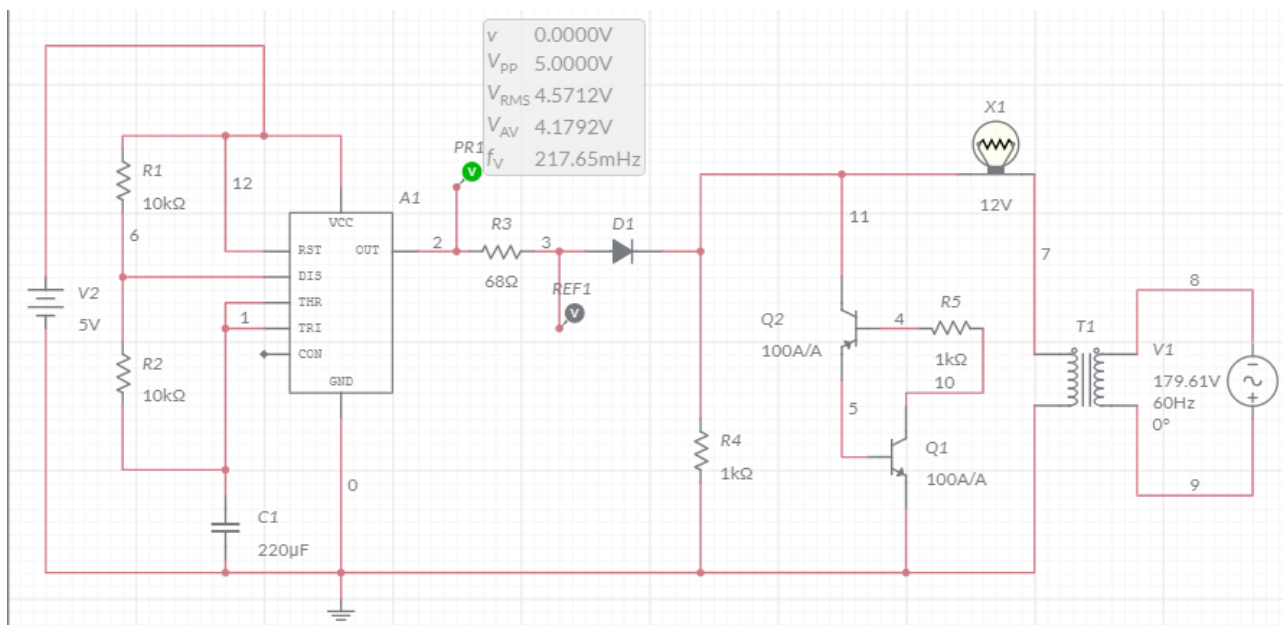 v 0.0000V
VPP 5.0000V
VRMS 4.5712V
VAV 4.1792V
fV 217.65mHz
PR1
V
X1
12V
R1
10kΩ
12
6
A1
VCC
RST
OUT
DIS
THR
TRI
CON
GND
1
2
R3
68Ω
3
D1
REF1
V
11
7
8
V2
5V
R2
10kΩ
Q2
100A/A
4
R5
1kΩ
10
5
T1
V1
179.61V
60Hz
0°
R4
1kΩ
Q1
100A/A
9
0
C1
220μF